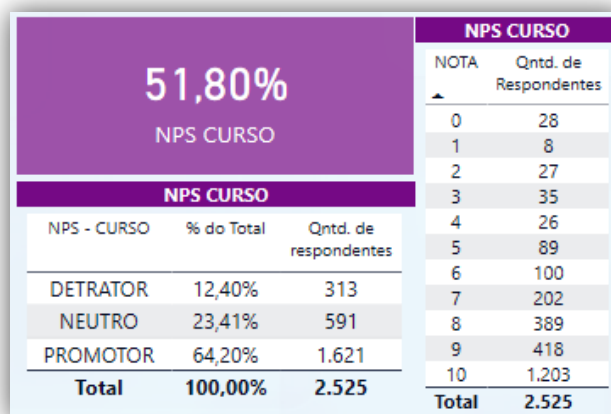 51,80%
NPS CURSO
NPS CURSO
NPS - CURSO % do Total Qntd. de
respondentes
DETRATOR 12,40% 313
NEUTRO 23,41% 591
PROMOTOR 64,20% 1.621
Total 100,00% 2.525
NPS CURSO
NOTA Qntd. de
Respondentes
0 28
1 8
2 27
3 35
4 26
5 89
6 100
7 202
8 389
9 418
10 1.203
Total 2.525